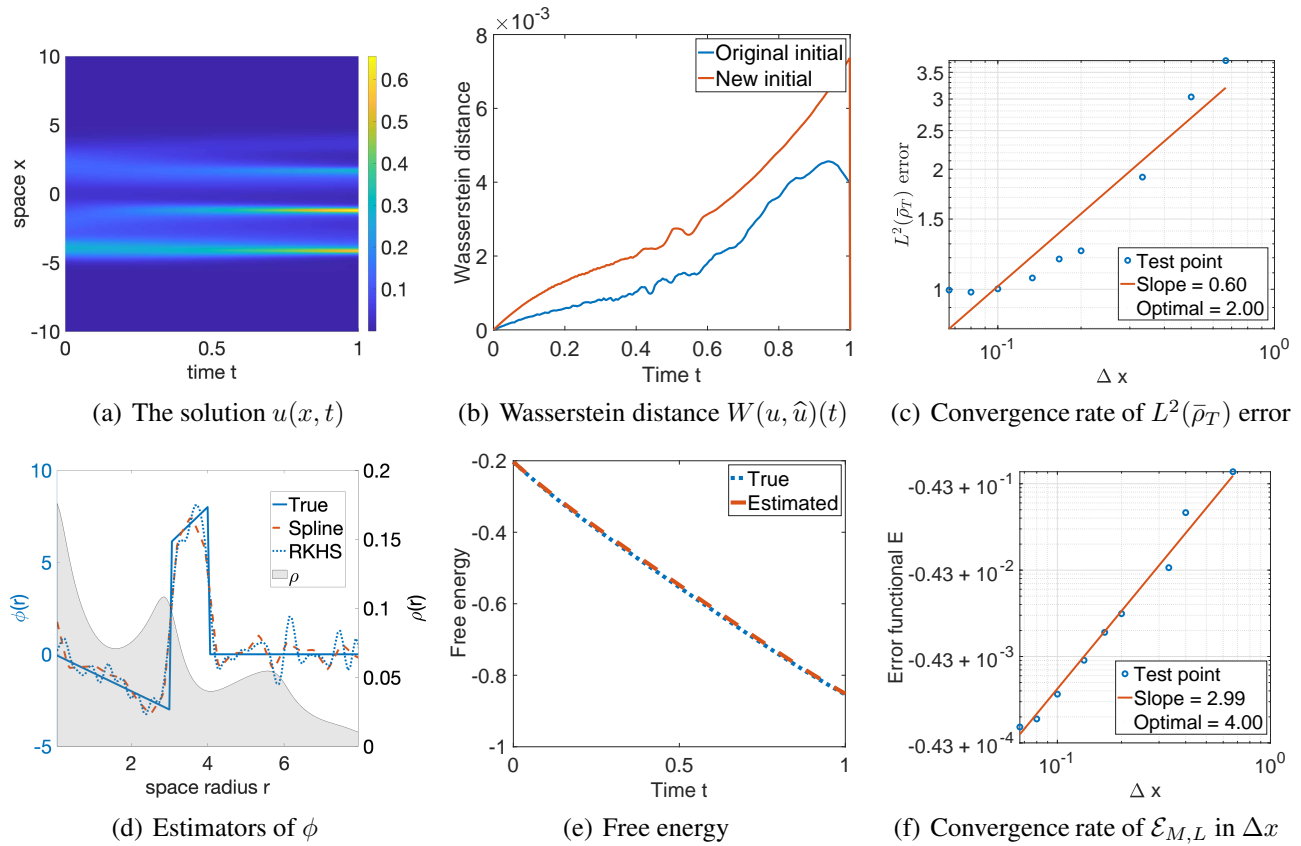 10
5
0
-5
-10
space x
0
0.5
1
time t
0.6
0.5
0.4
0.3
0.2
0.1
(a) The solution u(x, t)
×10⁻³
8
6
4
2
0
Wasserstein distance
Original initial
New initial
0
0.2
0.4
0.6
0.8
1
Time t
(b) Wasserstein distance W(u, û)(t)
3.5
3
2.5
2
1.5
1
L²(ρ̄_T) error
Test point
Slope = 0.60
Optimal = 2.00
10⁻¹
10⁰
Δ x
(c) Convergence rate of L²(ρ̄_T) error
10
5
0
-5
ϕ(r)
True
Spline
RKHS
ρ
0.2
0.15
0.1
0.05
0
ρ(r)
2
4
6
space radius r
(d) Estimators of ϕ
-0.2
-0.4
-0.6
-0.8
-1
Free energy
True
Estimated
0
0.5
1
Time t
(e) Free energy
-0.43 + 10⁻¹
-0.43 + 10⁻²
-0.43 + 10⁻³
-0.43 + 10⁻⁴
Error functional E
Test point
Slope = 2.99
Optimal = 4.00
10⁻¹
10⁰
Δ x
(f) Convergence rate of ℰ_{M,L} in Δx